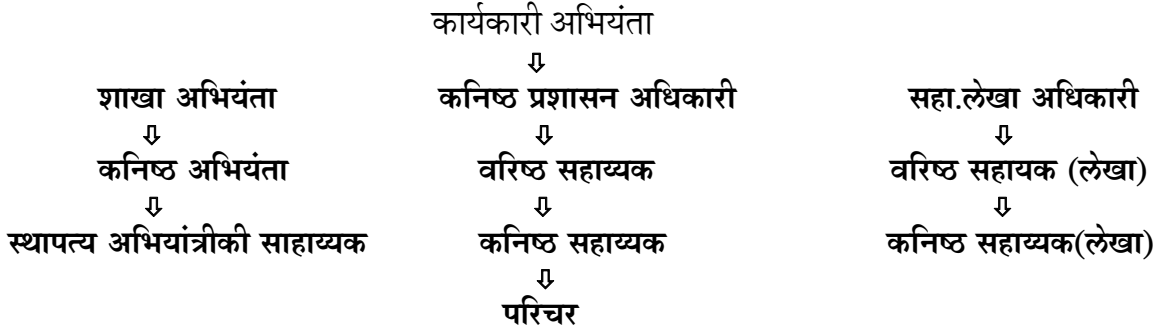 कार्यकारी अभियंता
⇩
शाखा अभियंता कनिष्ठ प्रशासन अधिकारी सहा.लेखा अधिकारी
⇩ ⇩ ⇩
कनिष्ठ अभियंता वरिष्ठ सहाय्यक वरिष्ठ सहायक (लेखा)
⇩ ⇩ ⇩
स्थापत्य अभियांत्रीकी साहाय्यक कनिष्ठ सहाय्यक कनिष्ठ सहाय्यक(लेखा)
⇩
परिचर